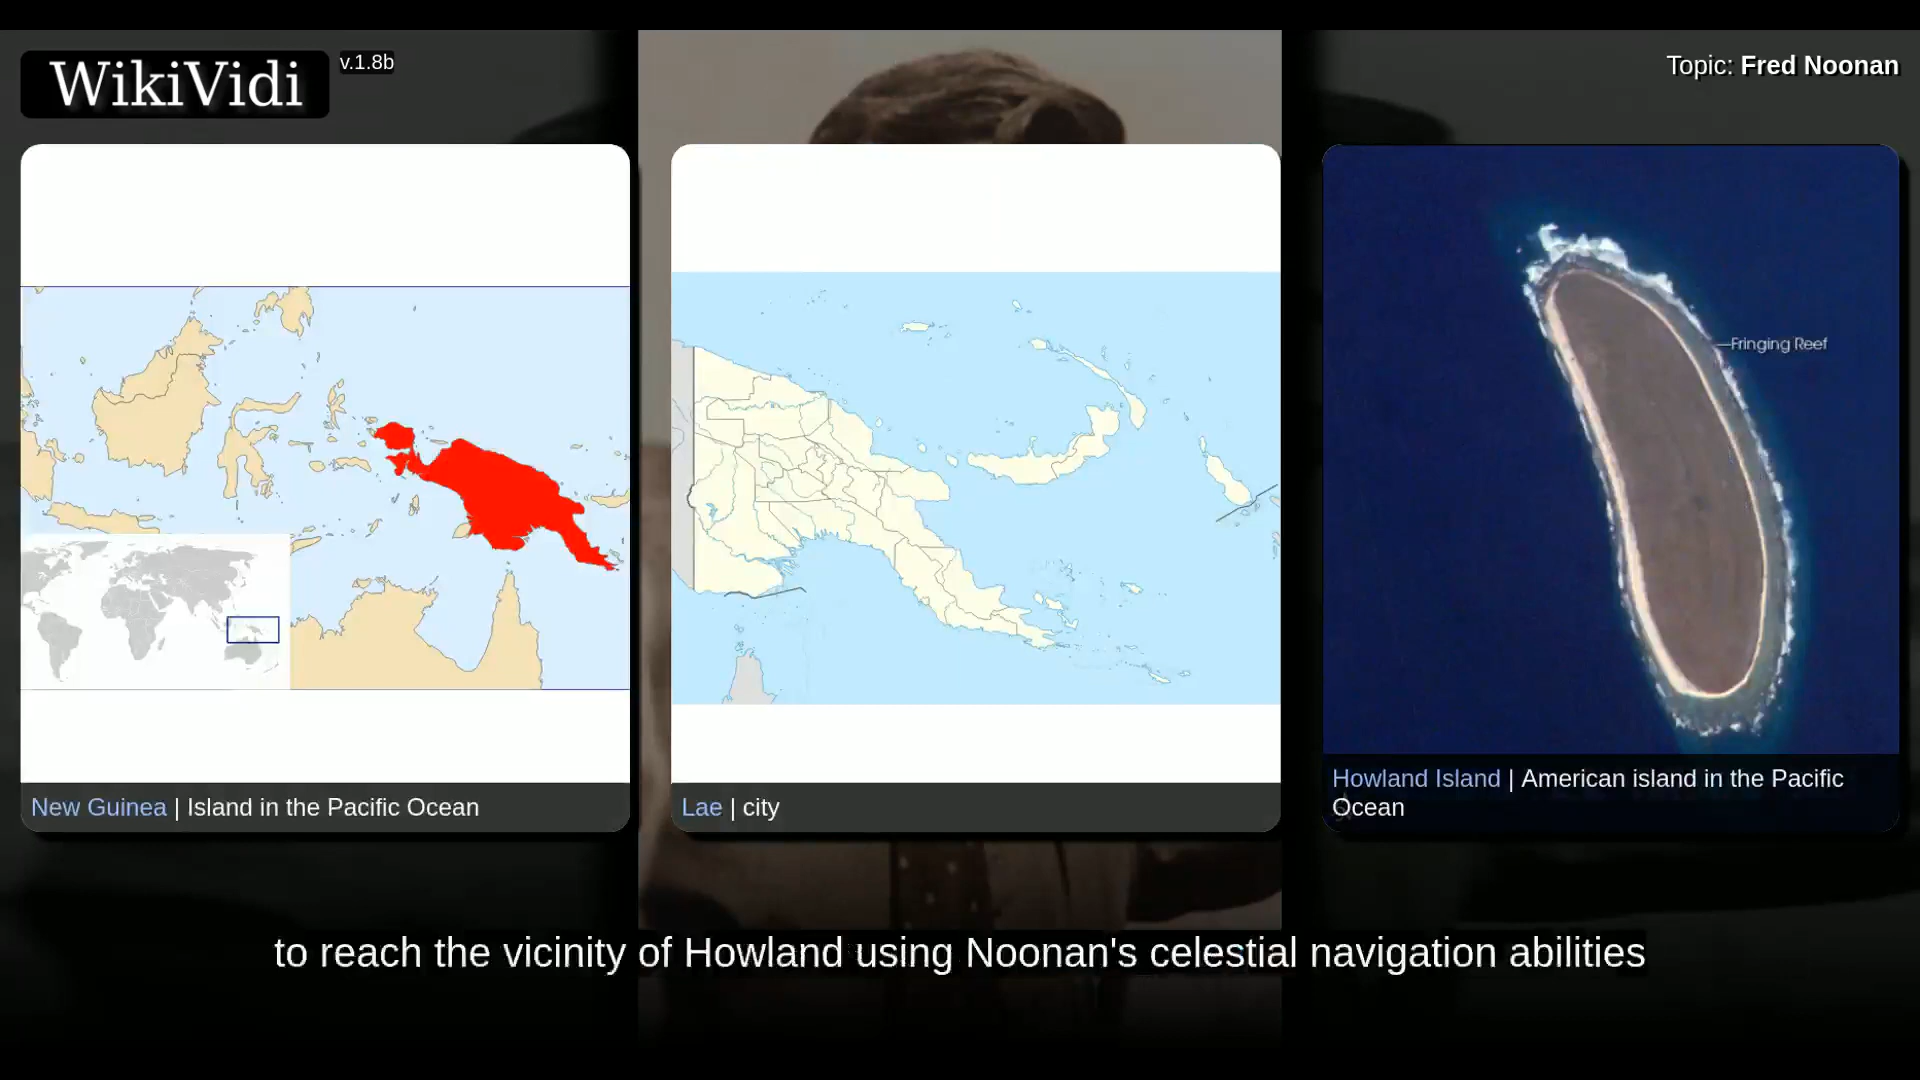 WikiVidi
v.1.8b
Topic: Fred Noonan
Fringing Reef
New Guinea | Island in the Pacific Ocean
Lae | city
Howland Island | American island in the Pacific
Ocean
to reach the vicinity of Howland using Noonan's celestial navigation abilities